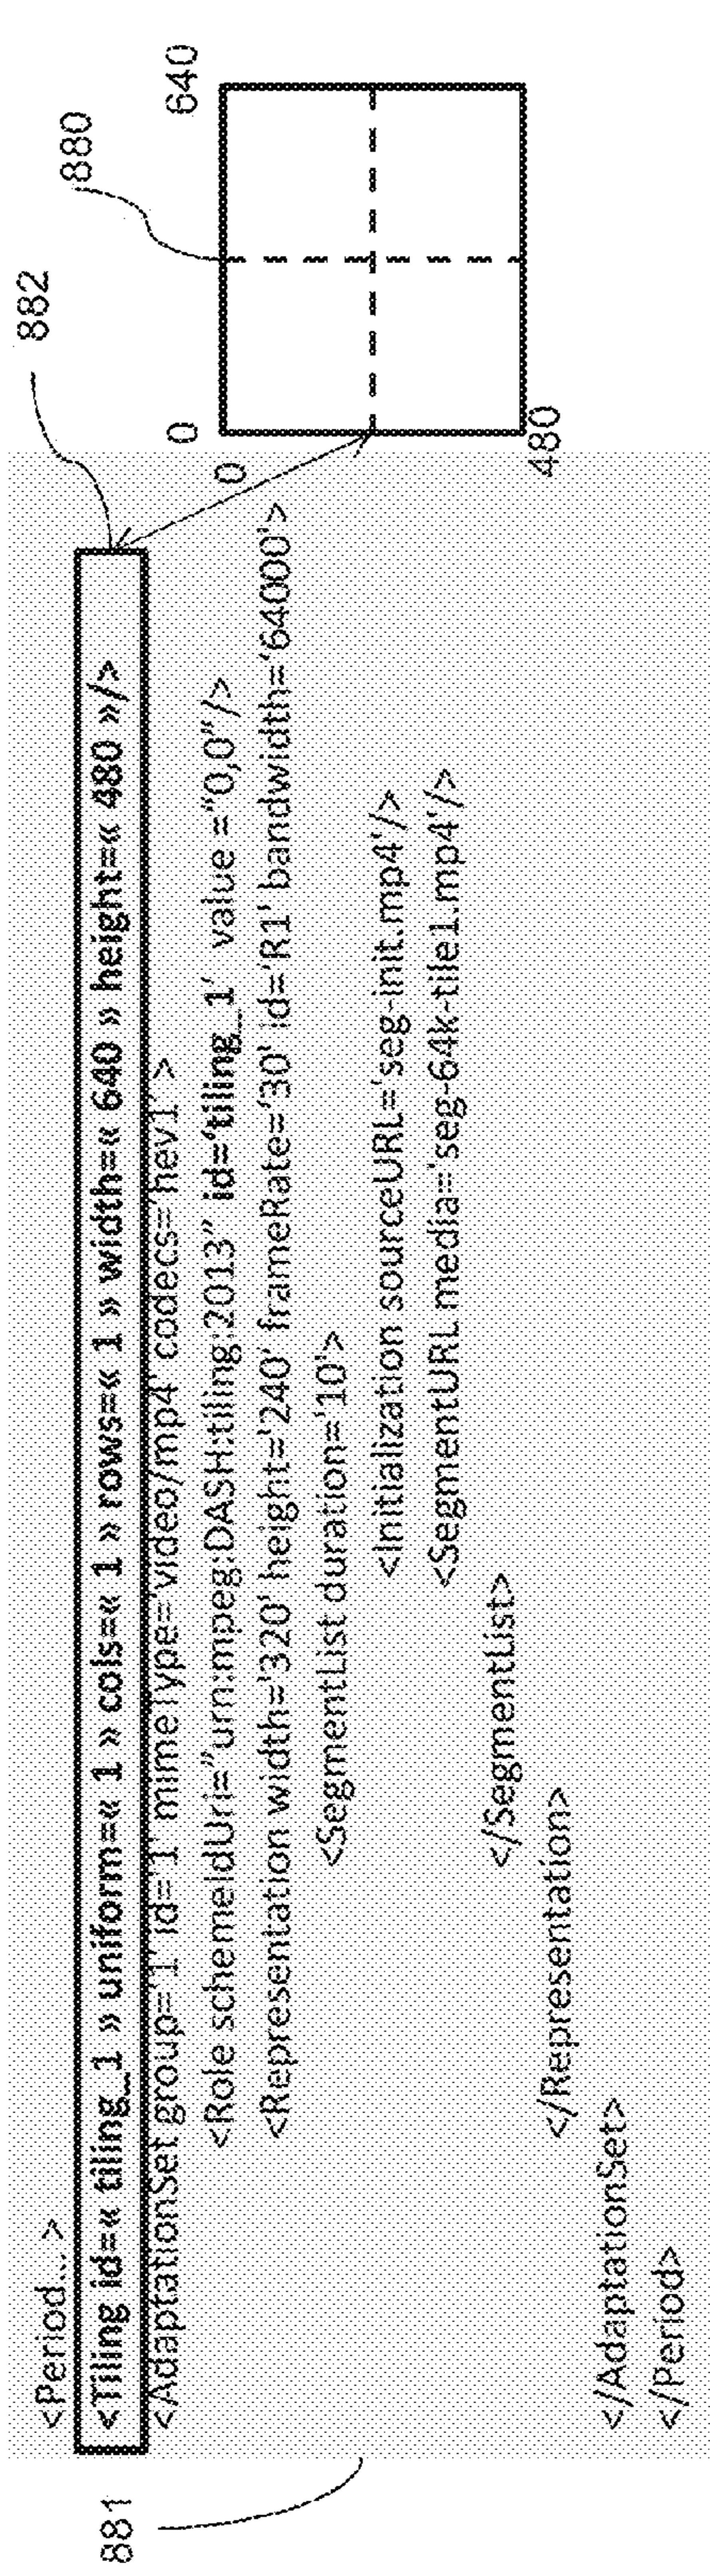 <Period... >
<Tiling id=« tiling_1 » uniform=« 1 » cols=« 1 » rows=« 1 » width=« 640 » height=« 480 »/>
<AdaptationSet group='1' id='1' mimeType='video/mp4' codecs='hev1' >
<Role schemeIdUri="urn:mpeg:DASH:tiling:2013" id='tiling_1' value ="0,0"/>
<Representation width='320' height='240' frameRate='30' id='R1' bandwidth='64000'>
<SegmentList duration='10'>
<Initialization sourceURL='seg-init.mp4'/>
<SegmentURL media='seg-64k-tile1.mp4'/>
</SegmentList>
</Representation>
</AdaptationSet>
</Period>
881
882
880
0
640
0
480